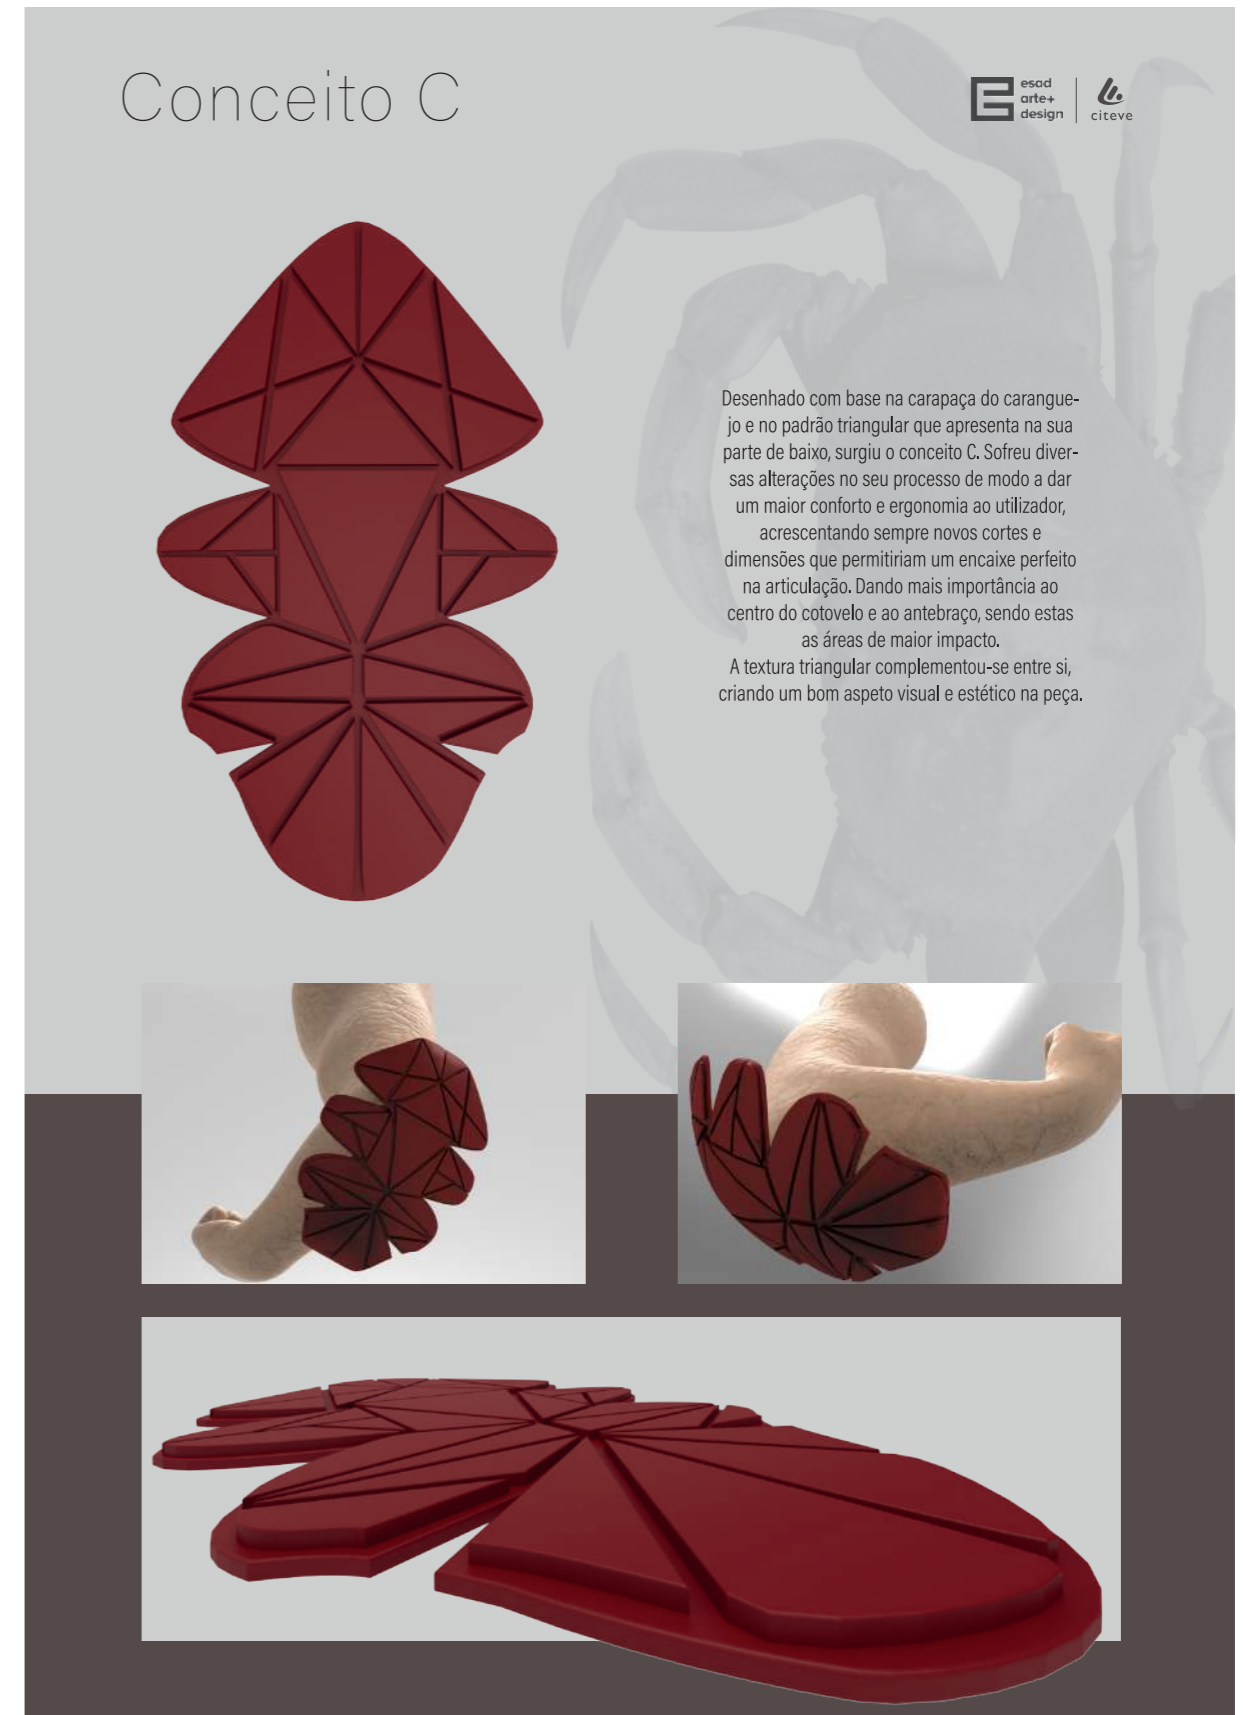 Conceito C
esad
arte+
design
citeve
Desenhado com base na carapaça do carangue-
jo e no padrão triangular que apresenta na sua
parte de baixo, surgiu o conceito C. Sofreu diver-
sas alterações no seu processo de modo a dar
um maior conforto e ergonomia ao utilizador,
acrescentando sempre novos cortes e
dimensões que permitiriam um encaixe perfeito
na articulação. Dando mais importância ao
centro do cotovelo e ao antebraço, sendo estas
as áreas de maior impacto.
A textura triangular complementou-se entre si,
criando um bom aspeto visual e estético na peça.